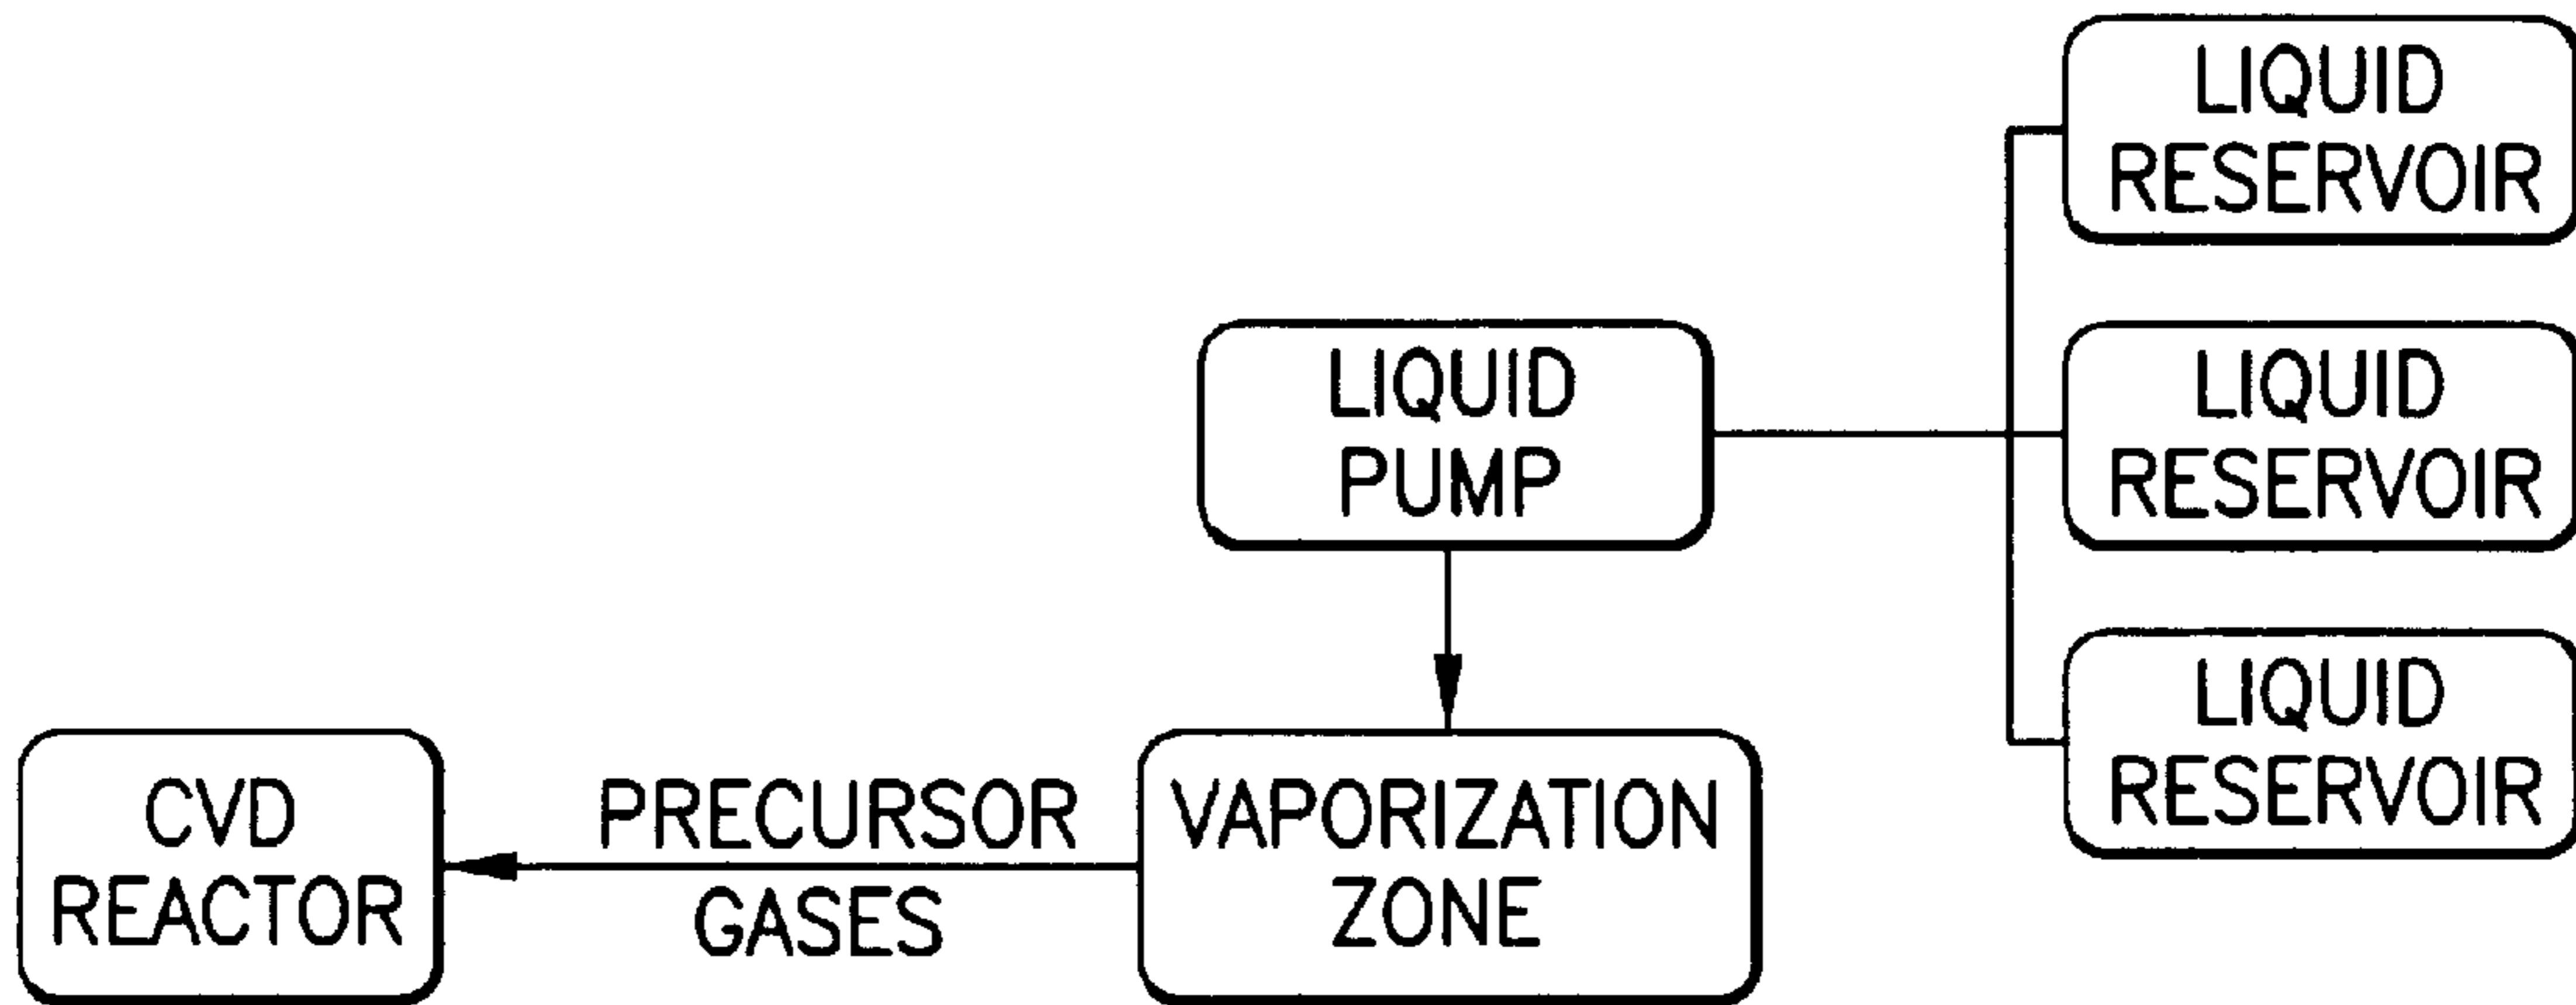 LIQUID
RESERVOIR
LIQUID
PUMP
LIQUID
RESERVOIR
LIQUID
RESERVOIR
CVD
REACTOR
PRECURSOR
GASES
VAPORIZATION
ZONE